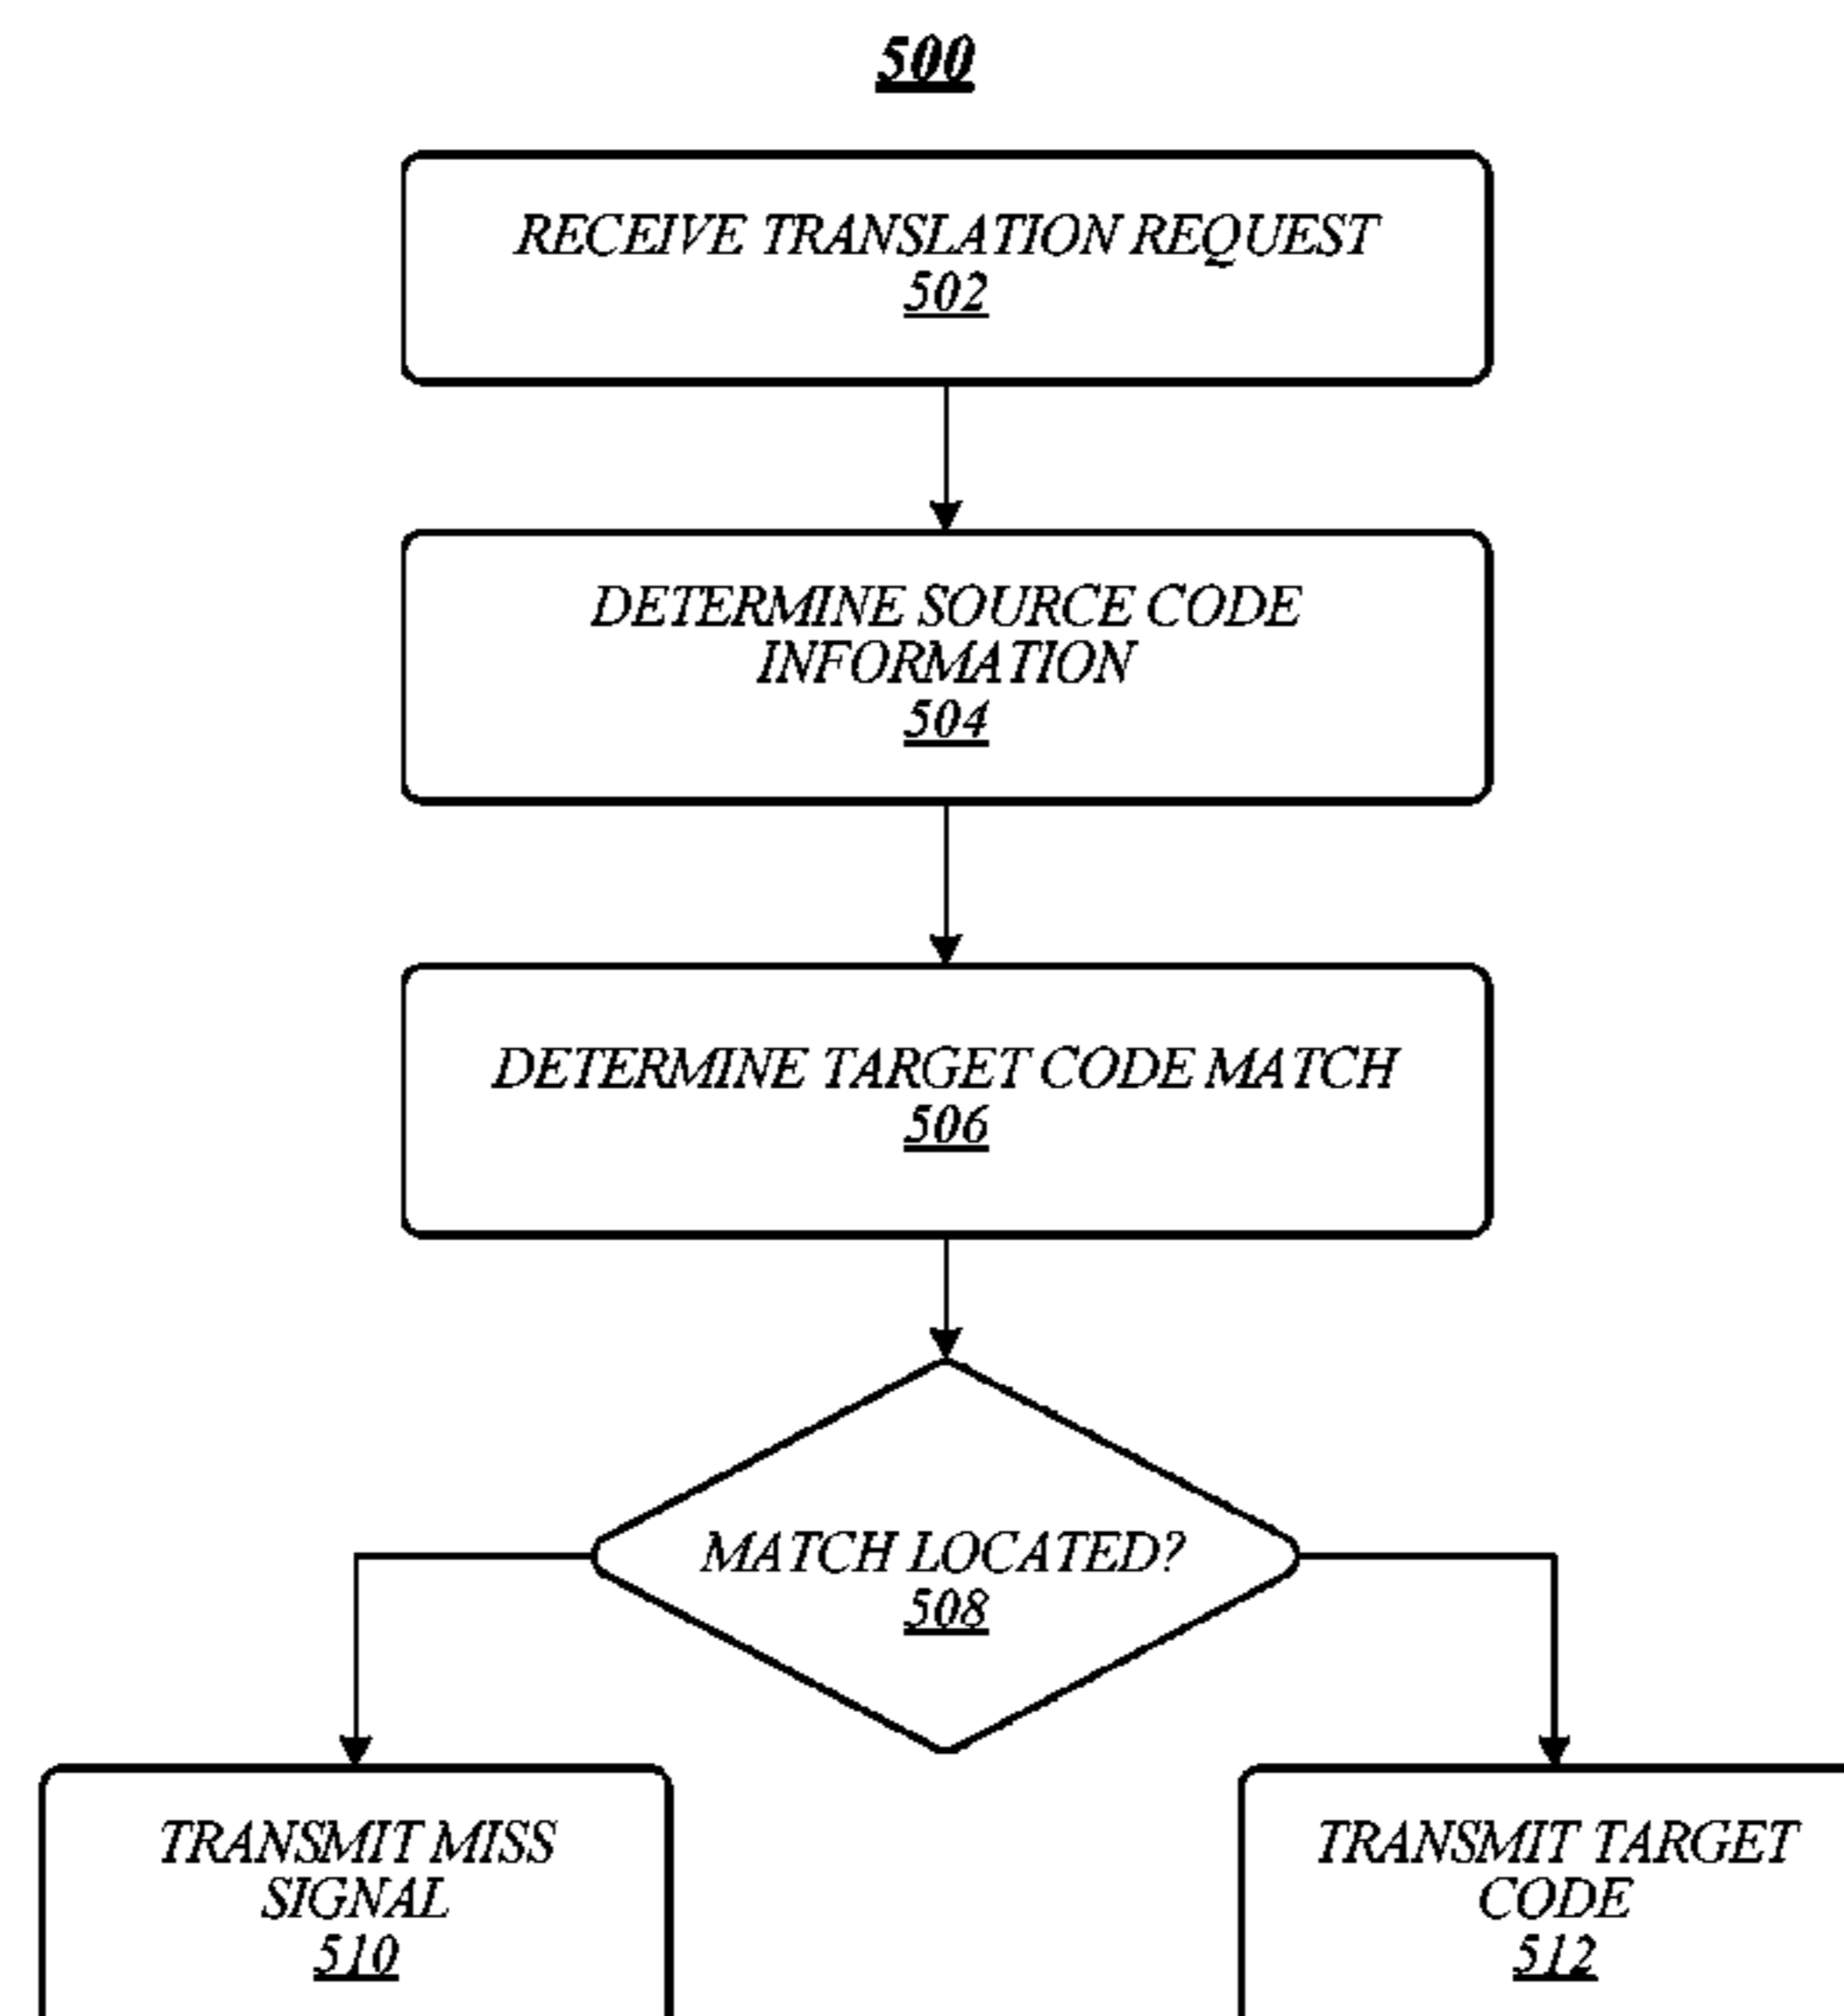 500
RECEIVE TRANSLATION REQUEST
502
DETERMINE SOURCE CODE
INFORMATION
504
DETERMINE TARGET CODE MATCH
506
MATCH LOCATED?
508
TRANSMIT MISS
SIGNAL
510
TRANSMIT TARGET
CODE
512